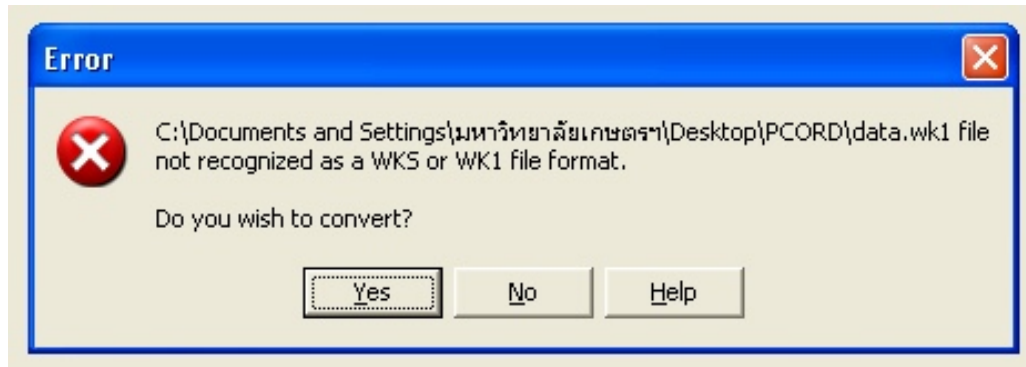 Error
C:\Documents and Settings\มหาวิทยาลัยเกษตรฯ\Desktop\PCORD\data.wk1 file
not recognized as a WKS or WK1 file format.
Do you wish to convert?
Yes
No
Help